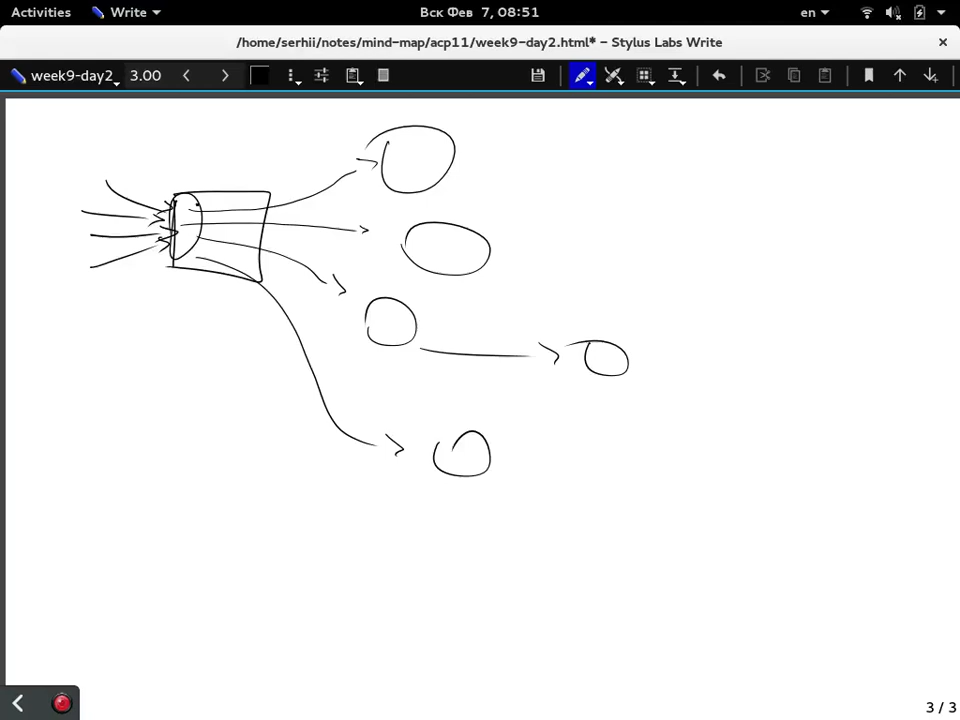 Activities Write Вск Фев 7, 08:51 en
/home/serhii/notes/mind-map/acp11/week9-day2.html* – Stylus Labs Write
week9-day2 3.00
3 / 3